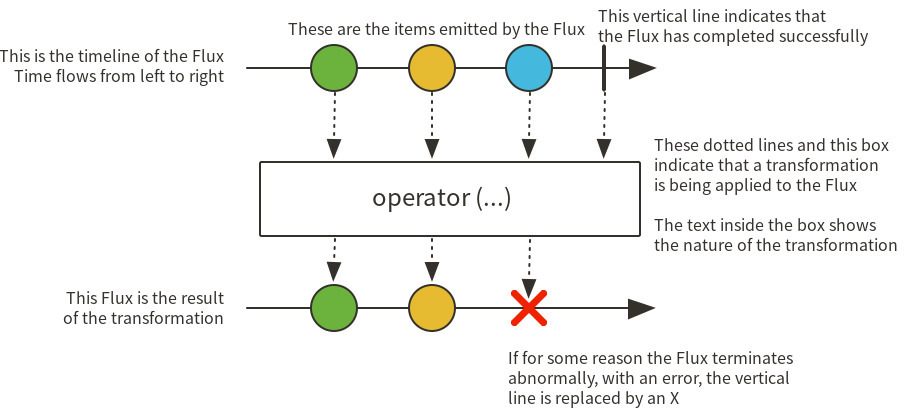 These are the items emitted by the Flux
This vertical line indicates that
the Flux has completed successfully
This is the timeline of the Flux
Time flows from left to right
These dotted lines and this box
indicate that a transformation
is being applied to the Flux
operator (...)
The text inside the box shows
the nature of the transformation
This Flux is the result
of the transformation
If for some reason the Flux terminates
abnormally, with an error, the vertical
line is replaced by an X